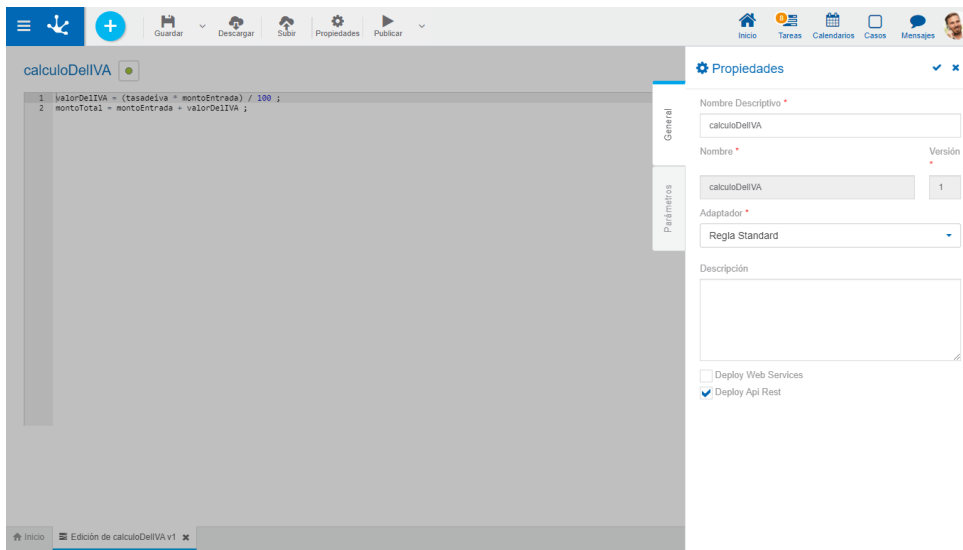 Guardar
Descargar
Subir
Propiedades
Publicar
Inicio
0
Tareas
Calendarios
Casos
Mensajes
calculoDelIVA
1 valorDelIVA = (tasadeiva * montoEntrada) / 100 ;
2 montoTotal = montoEntrada + valorDelIVA ;
General
Parámetros
Propiedades
Nombre Descriptivo *
calculoDelIVA
Nombre *
Versión *
calculoDelIVA
1
Adaptador *
Regla Standard
Descripción
Deploy Web Services
Deploy Api Rest
Inicio
Edición de calculoDelIVA v1